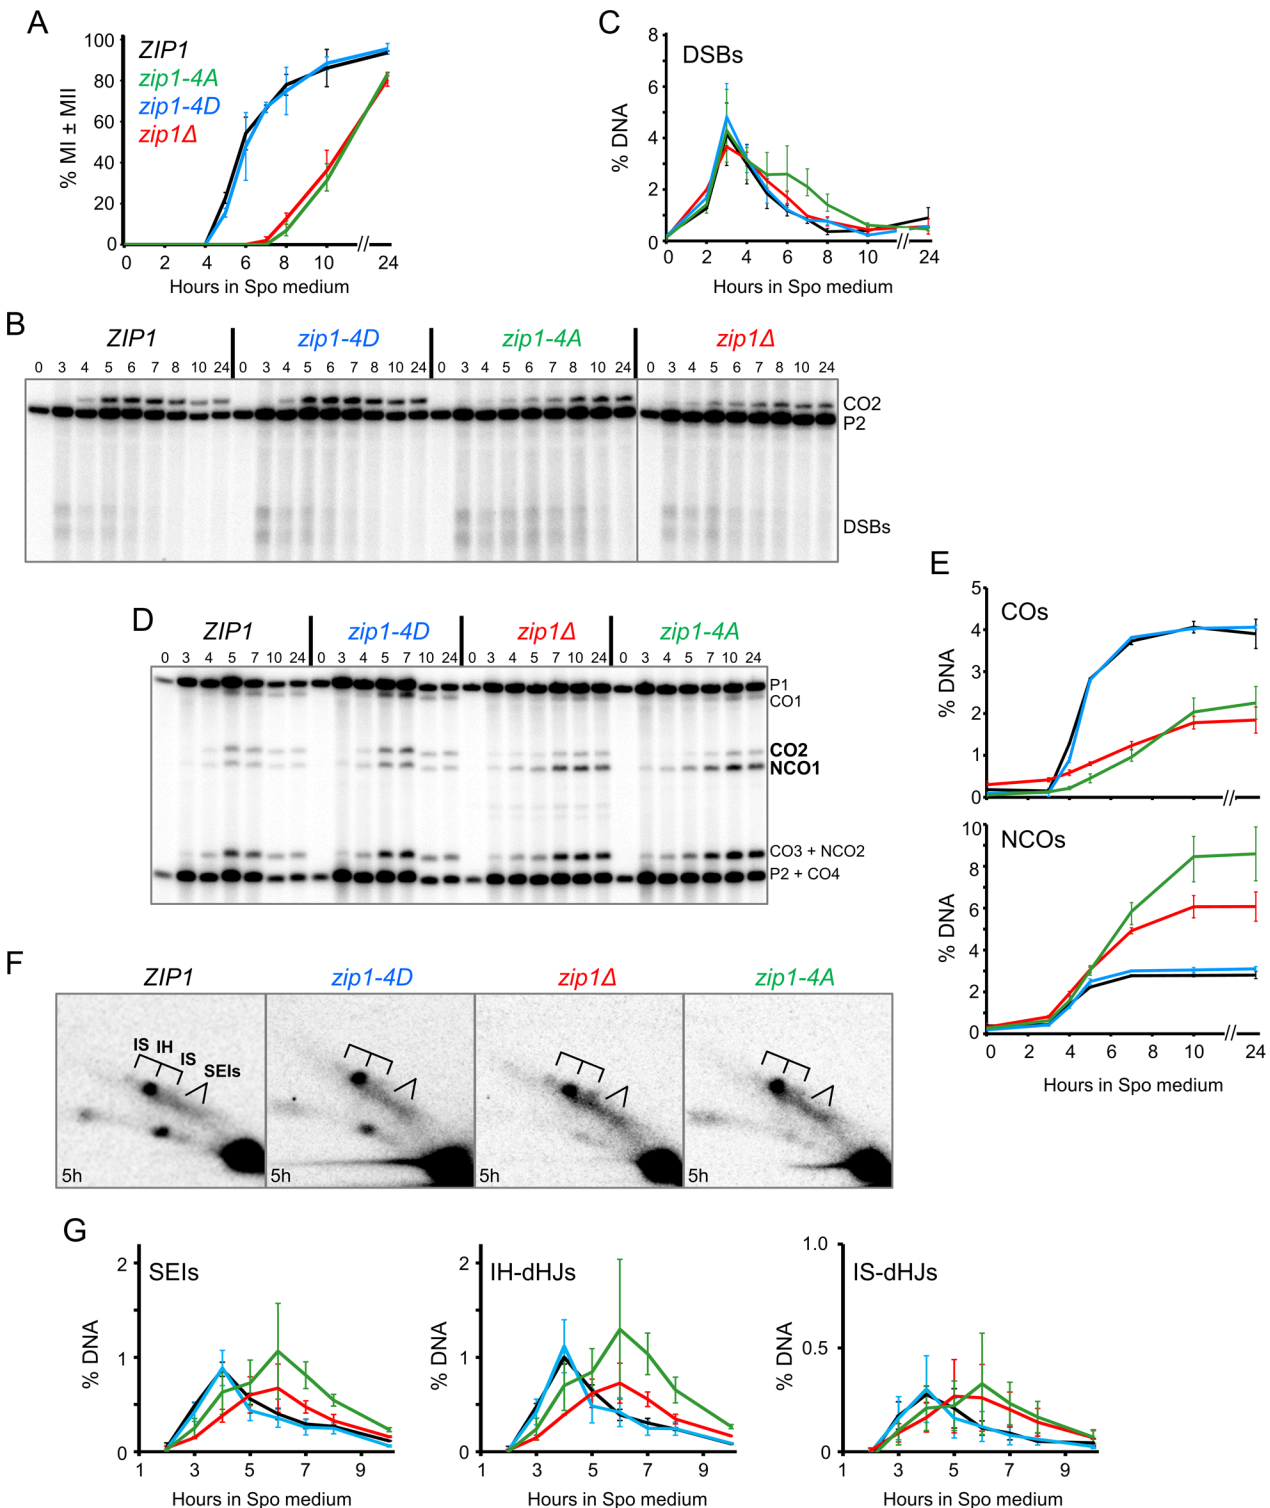 A
% MI ± MII
100
80
60
40
20
0
ZIP1
zip1-4A
zip1-4D
zip1Δ
0 2 4 6 8 10 24
Hours in Spo medium
C
DSBs
% DNA
8
6
4
2
0
0 2 4 6 8 10 24
Hours in Spo medium
B
ZIP1 zip1-4D zip1-4A zip1Δ
0 3 4 5 6 7 8 10 24 0 3 4 5 6 7 8 10 24 0 3 4 5 6 7 8 10 24 0 3 4 5 6 7 8 10 24
CO2
P2
DSBs
D
ZIP1 zip1-4D zip1Δ zip1-4A
0 3 4 5 7 10 24 0 3 4 5 7 10 24 0 3 4 5 7 10 24 0 3 4 5 7 10 24
P1
CO1
CO2
NCO1
CO3 + NCO2
P2 + CO4
E
COs
% DNA
5
4
3
2
1
0
NCOs
% DNA
10
8
6
4
2
0
0 2 4 6 8 10 24
Hours in Spo medium
F
ZIP1 zip1-4D zip1Δ zip1-4A
IS IH IS SEIs
5h 5h 5h 5h
G
SEIs
% DNA
2
1
0
1 3 5 7 9
Hours in Spo medium
IH-dHJs
% DNA
2
1
0
1 3 5 7 9
Hours in Spo medium
IS-dHJs
% DNA
1.0
0.5
0
1 3 5 7 9
Hours in Spo medium